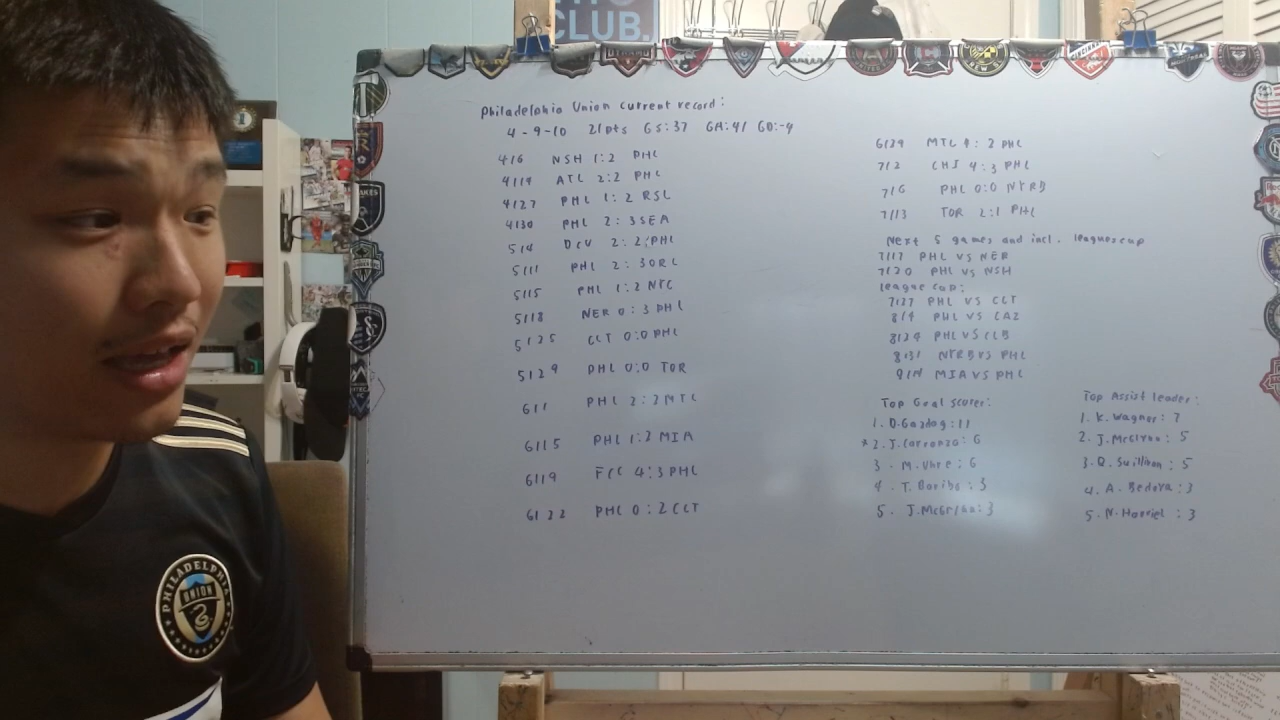 CLUB.
Philadelphia Union current record:
4-9-10 21pts GS:37 GA:41 GD:-4
4/6 NSH 1:2 PHL
4/14 ATL 2:2 PHL
4/27 PHL 1:2 RSL
4/30 PHL 2:3 SEA
5/4 DCU 2:2 PHL
5/11 PHL 2:3 ORL
5/15 PHL 1:2 NYC
5/18 NER 0:3 PHL
5/25 CLT 0:0 PHL
5/29 PHL 0:0 TOR
6/1 PHL 2:2 MTL
6/15 PHL 1:2 MIA
6/19 FCC 4:3 PHL
6/22 PHL 0:2 CLT
6/29 MTL 4:2 PHL
7/3 CHI 4:3 PHL
7/6 PHL 0:0 NYRB
7/13 TOR 2:1 PHL
Next 5 games and incl. leagues cup
7/17 PHL VS NER
7/20 PHL VS NSH
league cup:
7/27 PHL VS CLT
8/4 PHL VS CAZ
8/24 PHL VS CLB
8/31 NYRB VS PHL
9/14 MIA VS PHL
Top Goal scorer:
1. D. Gazdag: 11
*2. J. Carranza: 6
3. M. Uhre: 6
4. T. Baribo: 3
5. J. McGlynn: 3
Top Assist leader:
1. K. Wagner: 7
2. J. McGlynn: 5
3. Q. Sullivan: 5
4. A. Bedoya: 3
5. N. Harriel: 3
PHILADELPHIA
UNION